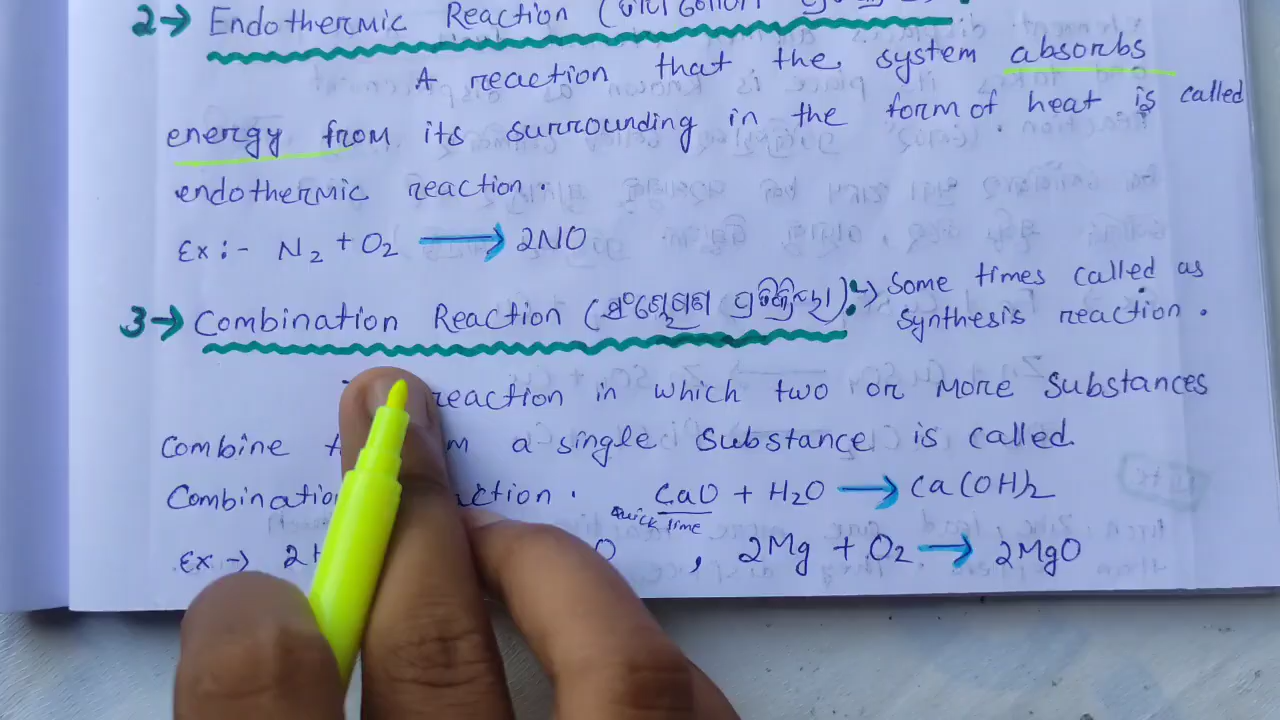 2→ Endothermic Reaction (
A reaction that the system absorbs
energy from its surrounding in the form of heat is called
endothermic reaction.
Ex:- N2 + O2 → 2NO
3→ Combination Reaction (ସଂଶ୍ଳେଷଣ ପ୍ରତିକ୍ରିୟା):→ Some times called as
synthesis reaction.
reaction in which two or more substances
Combine a single substance is called
Combination . CaO + H2O → Ca(OH)2
Quick lime
Ex → , 2Mg + O2 → 2MgO